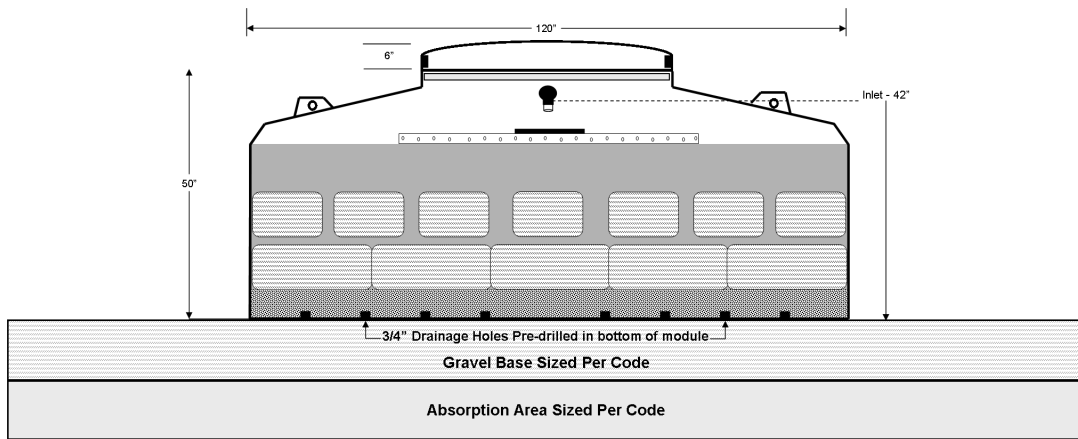 120"
6"
Inlet - 42"
50"
3/4" Drainage Holes Pre-drilled in bottom of module
Gravel Base Sized Per Code
Absorption Area Sized Per Code